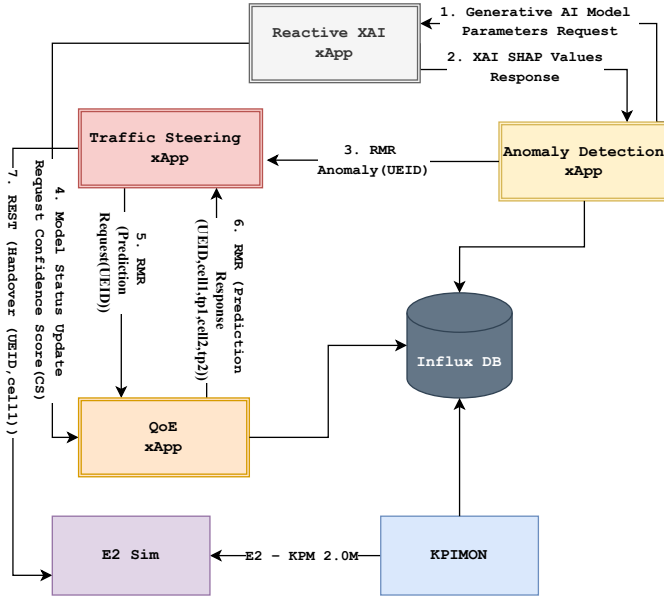 1. Generative AI Model
Parameters Request
Reactive XAI
xApp
2. XAI SHAP Values
Response
Traffic Steering
xApp
3. RMR
Anomaly(UEID)
Anomaly Detection
xApp
7. REST (Handover (UEID,cell1))
4. Model Status Update
Request Confidence Score(CS)
5. RMR
(Prediction
Request(UEID))
6. RMR (Prediction
Response
(UEID,cell1,tp1,cell2,tp2))
Influx DB
QoE
xApp
E2 Sim
E2 - KPM 2.0M
KPIMON